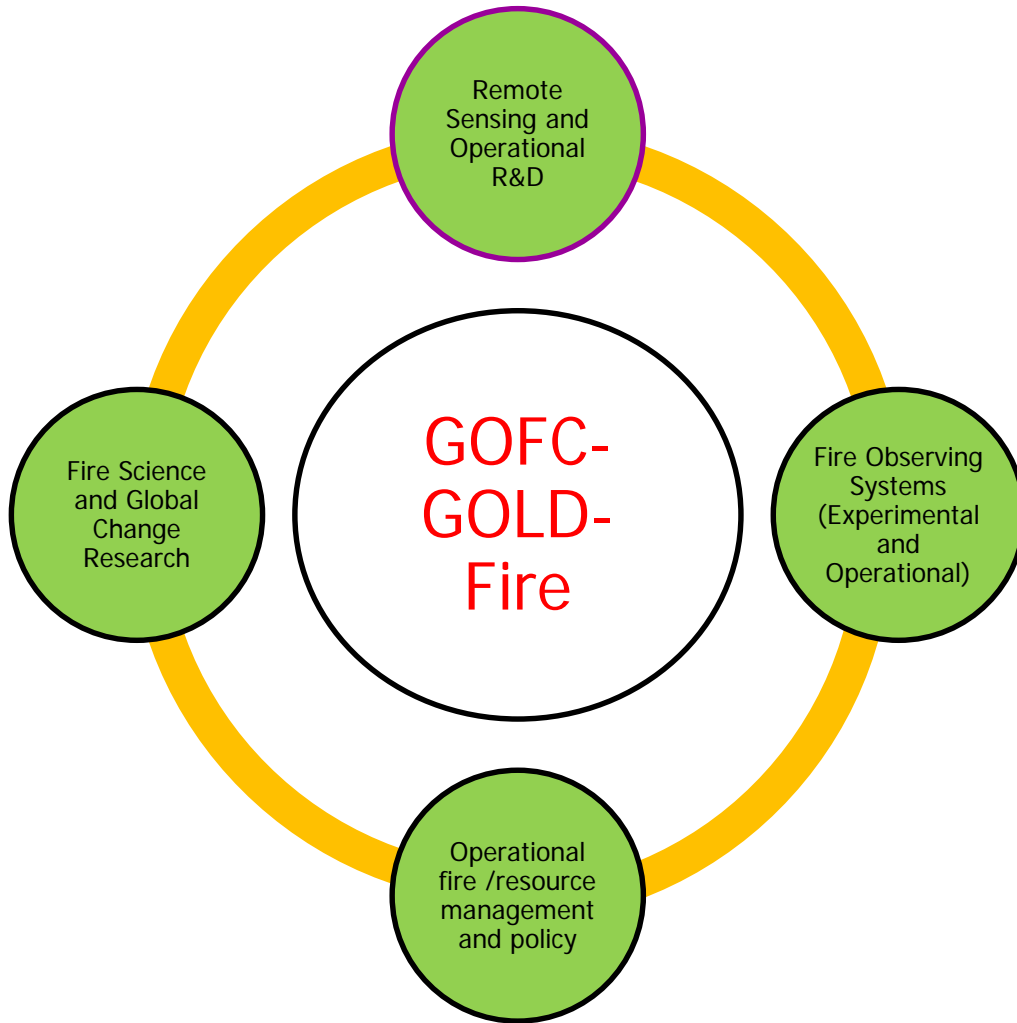 Remote
Sensing and
Operational
R&D
Fire Science
and Global
Change
Research
GOFC-
GOLD-
Fire
Fire Observing
Systems
(Experimental
and
Operational)
Operational
fire /resource
management
and policy